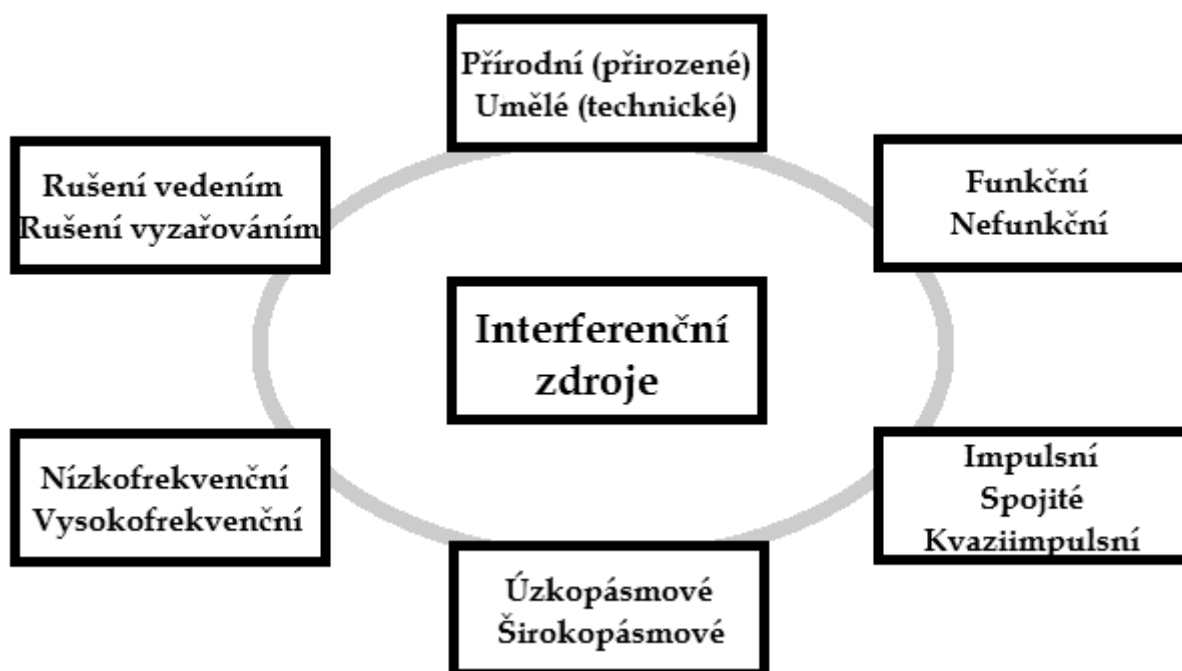 Přírodní (přirozené)
Umělé (technické)
Rušení vedením
Rušení vyzařováním
Funkční
Nefunkční
Interferenční
zdroje
Nízkofrekvenční
Vysokofrekvenční
Impulsní
Spojité
Kvaziimpulsní
Úzkopásmové
Širokopásmové